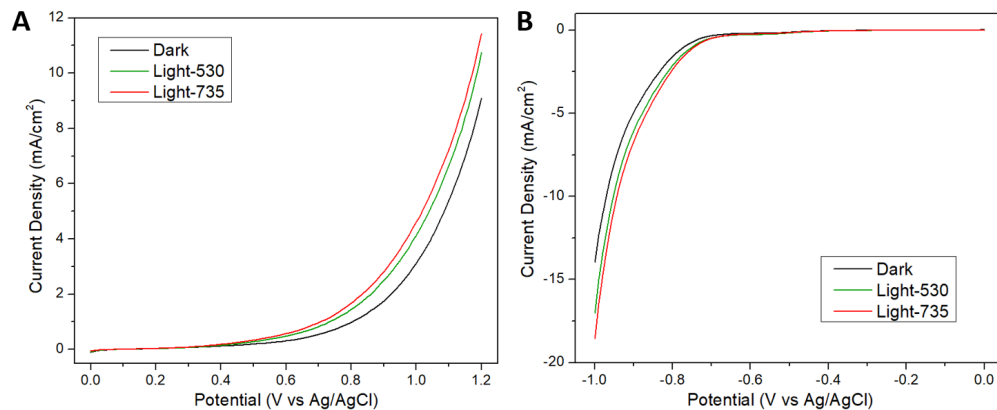 A
12
10
8
6
4
2
0
0.0 0.2 0.4 0.6 0.8 1.0 1.2
Current Density (mA/cm²)
Potential (V vs Ag/AgCl)
Dark
Light-530
Light-735
B
0
-5
-10
-15
-20
-1.0 -0.8 -0.6 -0.4 -0.2 0.0
Current Density (mA/cm²)
Potential (V vs Ag/AgCl)
Dark
Light-530
Light-735